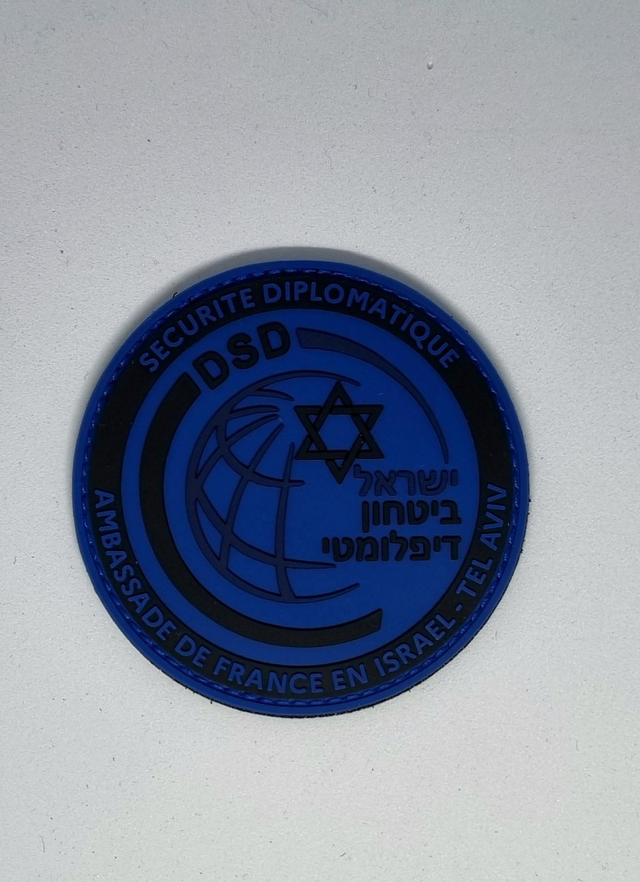 SECURITE DIPLOMATIQUE
DSD
ישראל
ביטחון
דיפלומטי
AMBASSADE DE FRANCE EN ISRAEL - TEL AVIV